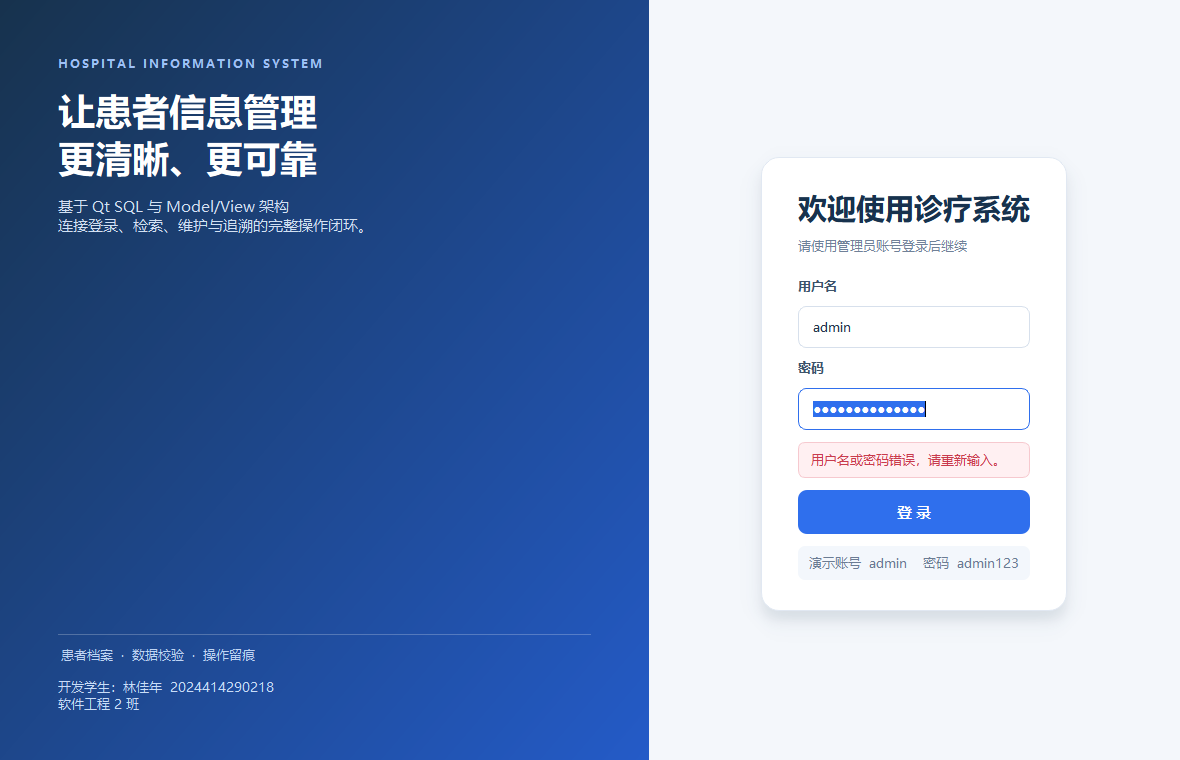 HOSPITAL INFORMATION SYSTEM
让患者信息管理
更清晰、更可靠
基于 Qt SQL 与 Model/View 架构
连接登录、检索、维护与追溯的完整操作闭环。
患者档案 · 数据校验 · 操作留痕
开发学生：林佳年 2024414290218
软件工程 2 班
欢迎使用诊疗系统
请使用管理员账号登录后继续
用户名
admin
密码
●●●●●●●●●●●●●●
用户名或密码错误，请重新输入。
登 录
演示账号 admin 密码 admin123